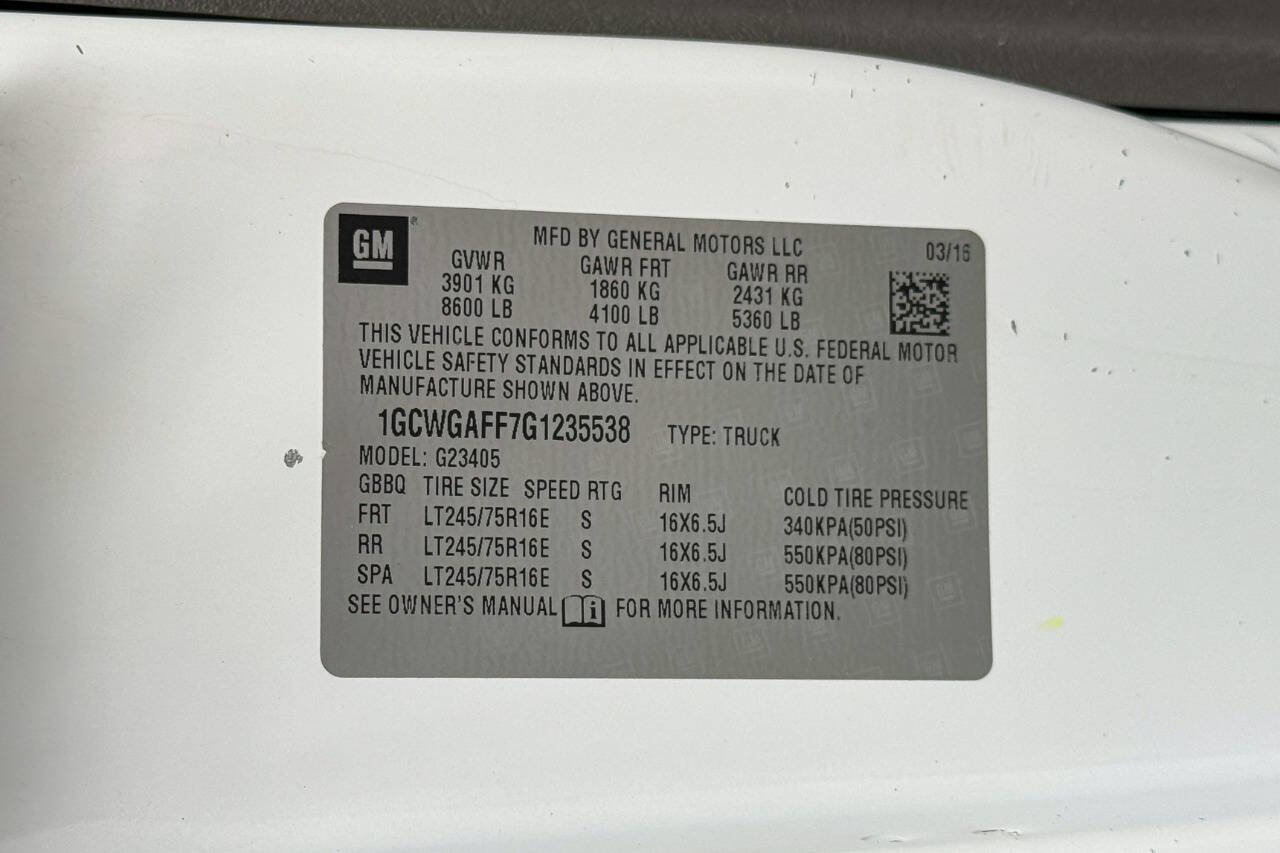 GM
MFD BY GENERAL MOTORS LLC 03/16
GVWR GAWR FRT GAWR RR
3901 KG 1860 KG 2431 KG
8600 LB 4100 LB 5360 LB
THIS VEHICLE CONFORMS TO ALL APPLICABLE U.S. FEDERAL MOTOR
VEHICLE SAFETY STANDARDS IN EFFECT ON THE DATE OF
MANUFACTURE SHOWN ABOVE.
1GCWGAFF7G1235538 TYPE: TRUCK
MODEL: G23405
GBBQ TIRE SIZE SPEED RTG RIM COLD TIRE PRESSURE
FRT LT245/75R16E S 16X6.5J 340KPA(50PSI)
RR LT245/75R16E S 16X6.5J 550KPA(80PSI)
SPA LT245/75R16E S 16X6.5J 550KPA(80PSI)
SEE OWNER'S MANUAL i FOR MORE INFORMATION.